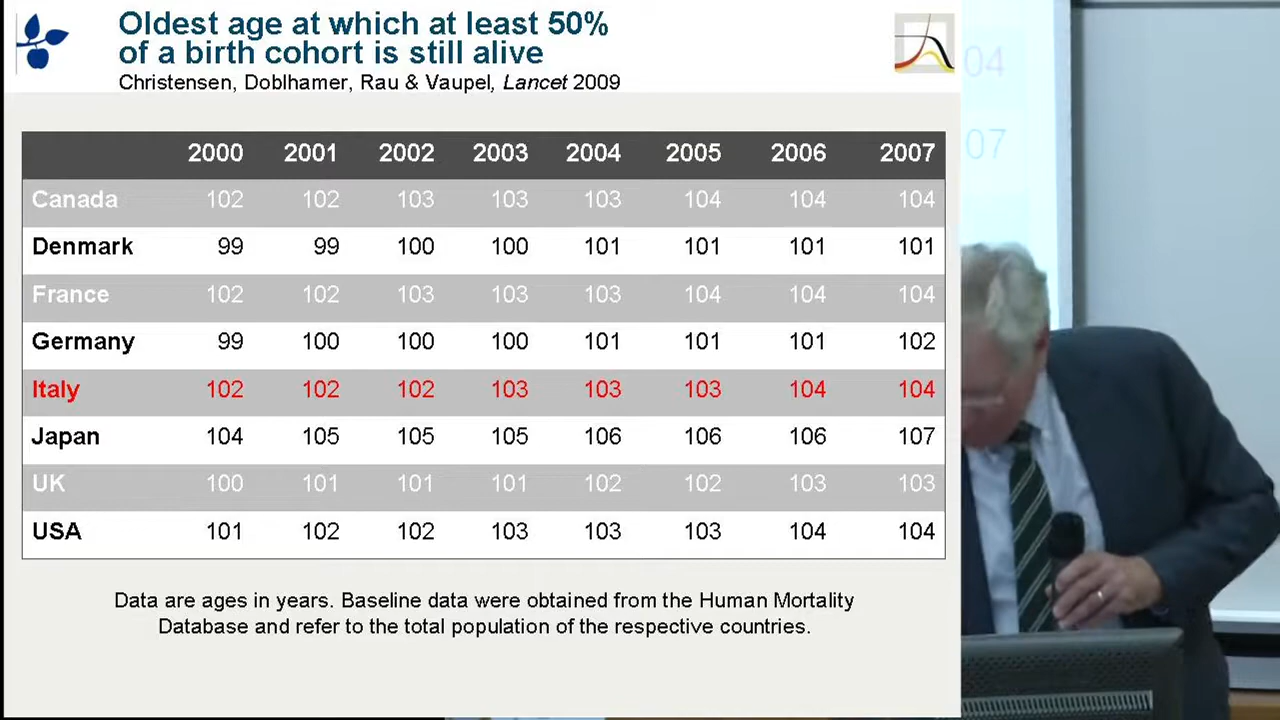 Oldest age at which at least 50%
of a birth cohort is still alive
Christensen, Doblhamer, Rau & Vaupel, Lancet 2009
2000 2001 2002 2003 2004 2005 2006 2007
Canada 102 102 103 103 103 104 104 104
Denmark 99 99 100 100 101 101 101 101
France 102 102 103 103 103 104 104 104
Germany 99 100 100 100 101 101 101 102
Italy 102 102 102 103 103 103 104 104
Japan 104 105 105 105 106 106 106 107
UK 100 101 101 101 102 102 103 103
USA 101 102 102 103 103 103 104 104
Data are ages in years. Baseline data were obtained from the Human Mortality
Database and refer to the total population of the respective countries.
04
07